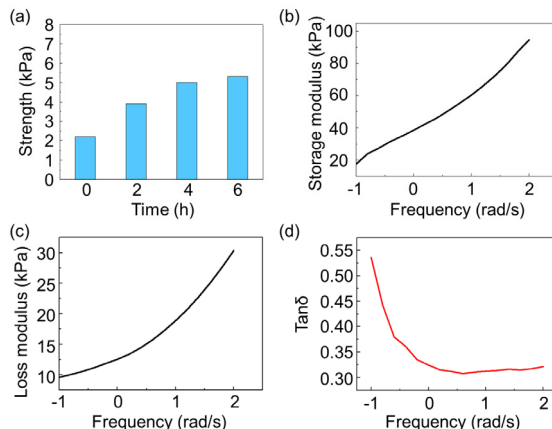 (a)
Strength (kPa)
8
7
6
5
4
3
2
1
0
0 2 4 6
Time (h)
(b)
Storage modulus (kPa)
100
80
60
40
20
-1 0 1 2
Frequency (rad/s)
(c)
Loss modulus (kPa)
30
25
20
15
10
-1 0 1 2
Frequency (rad/s)
(d)
Tanδ
0.55
0.50
0.45
0.40
0.35
0.30
-1 0 1 2
Frequency (rad/s)